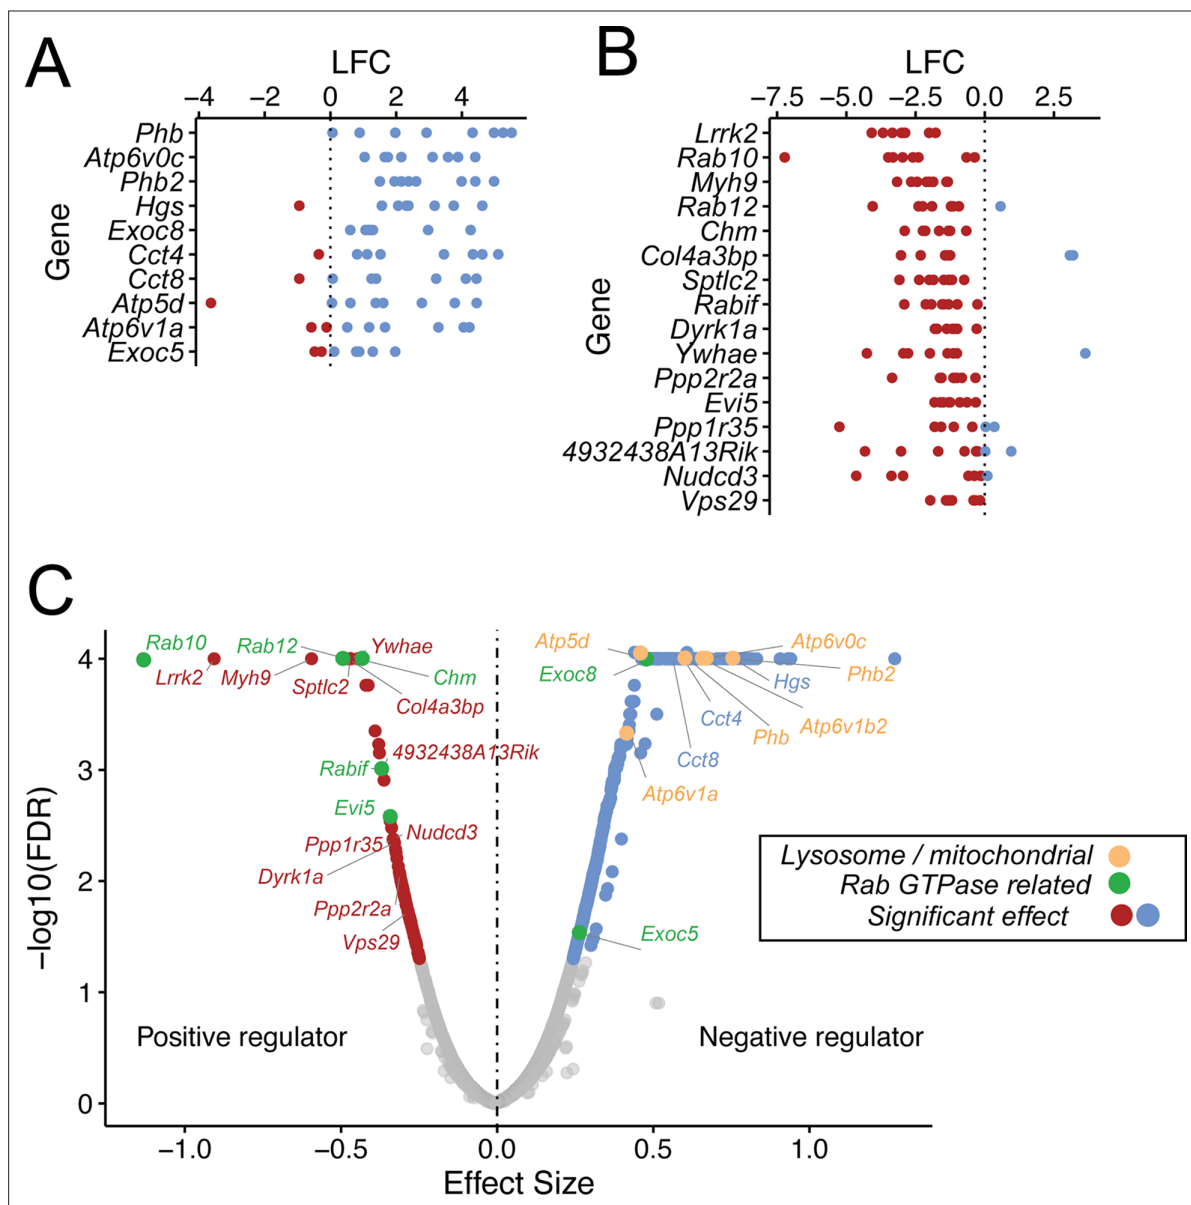 A
LFC
−4 −2 0 2 4
Gene
Phb
Atp6v0c
Phb2
Hgs
Exoc8
Cct4
Cct8
Atp5d
Atp6v1a
Exoc5
B
LFC
−7.5 −5.0 −2.5 0.0 2.5
Gene
Lrrk2
Rab10
Myh9
Rab12
Chm
Col4a3bp
Sptlc2
Rabif
Dyrk1a
Ywhae
Ppp2r2a
Evi5
Ppp1r35
4932438A13Rik
Nudcd3
Vps29
C
−log10(FDR)
4
3
2
1
0
Rab10
Lrrk2
Rab12
Myh9
Sptlc2
Ywhae
Chm
Col4a3bp
4932438A13Rik
Rabif
Evi5
Nudcd3
Ppp1r35
Dyrk1a
Ppp2r2a
Vps29
Atp5d
Exoc8
Atp6v0c
Phb2
Hgs
Atp6v1b2
Cct4
Phb
Cct8
Atp6v1a
Exoc5
Lysosome / mitochondrial
Rab GTPase related
Significant effect
Positive regulator
Negative regulator
−1.0 −0.5 0.0 0.5 1.0
Effect Size